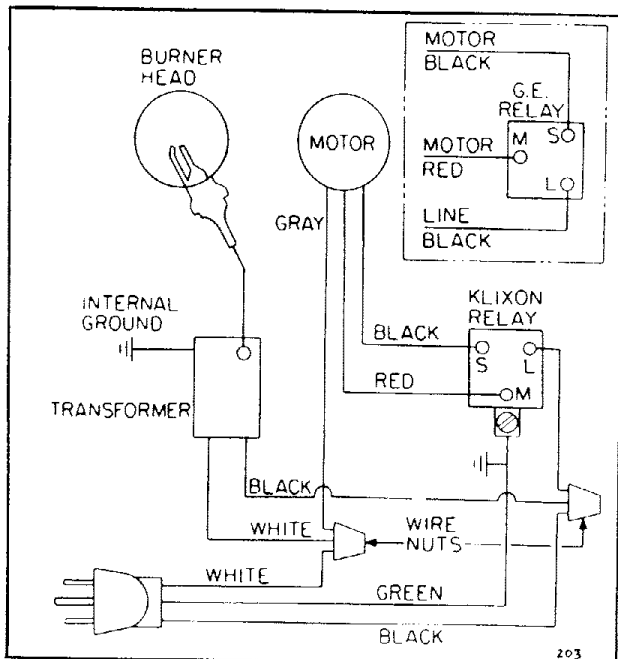 BURNER
HEAD
MOTOR
MOTOR
BLACK
G.E.
RELAY
M
S
MOTOR
RED
L
LINE
BLACK
GRAY
INTERNAL
GROUND
TRANSFORMER
KLIXON
RELAY
BLACK
S
L
RED
M
BLACK
WHITE
WIRE
NUTS
WHITE
GREEN
BLACK
203